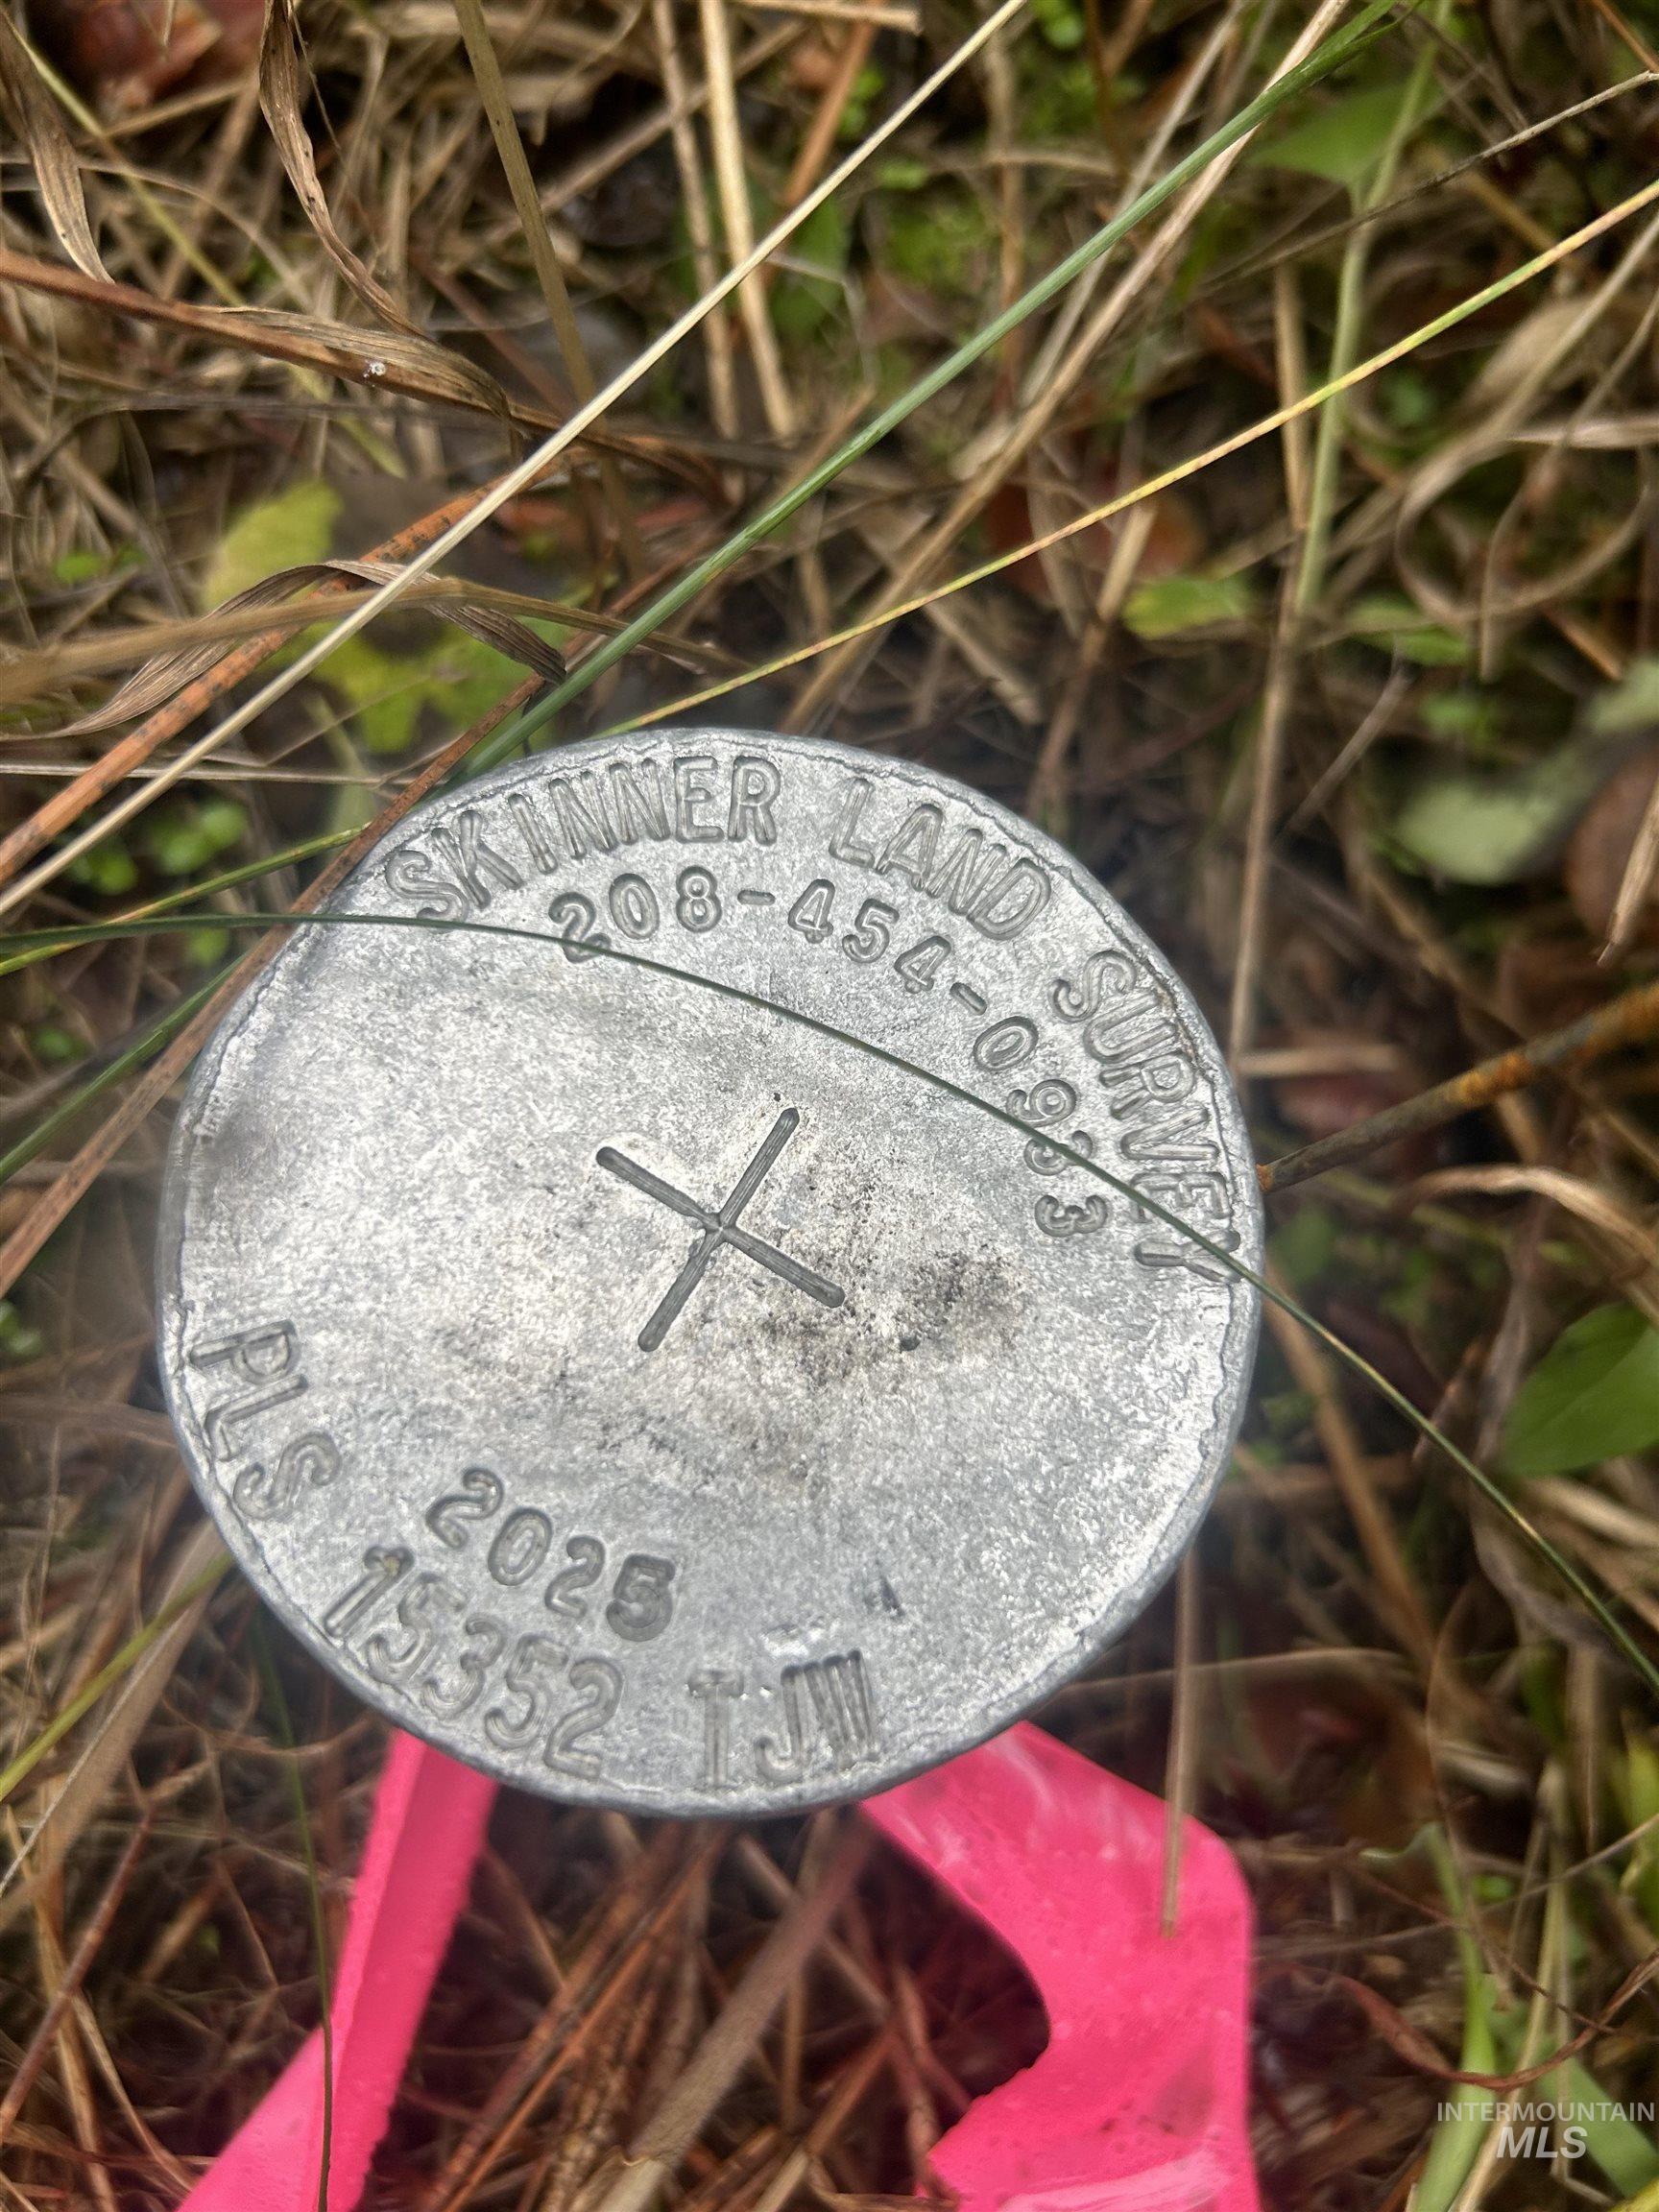 SKINNER LAND SURVEY
208-454-0933
2025
PLS 15352 TJW
INTERMOUNTAIN
MLS